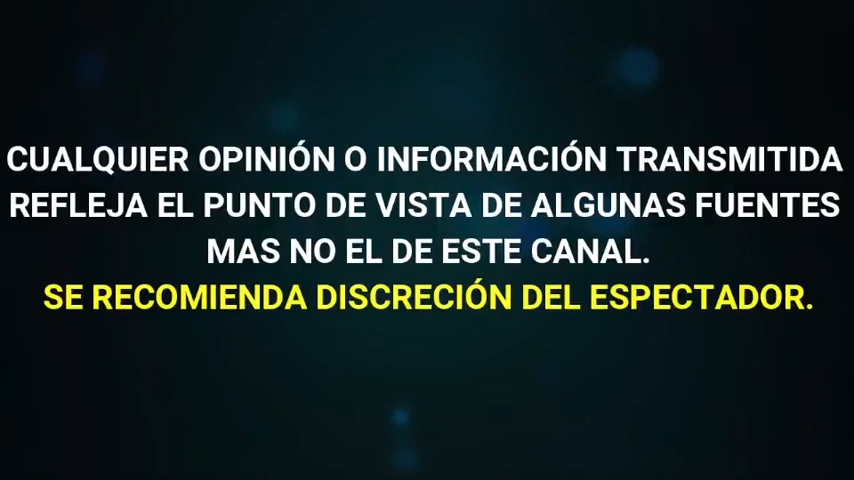 CUALQUIER OPINIÓN O INFORMACIÓN TRANSMITIDA
REFLEJA EL PUNTO DE VISTA DE ALGUNAS FUENTES
MAS NO EL DE ESTE CANAL.
SE RECOMIENDA DISCRECIÓN DEL ESPECTADOR.